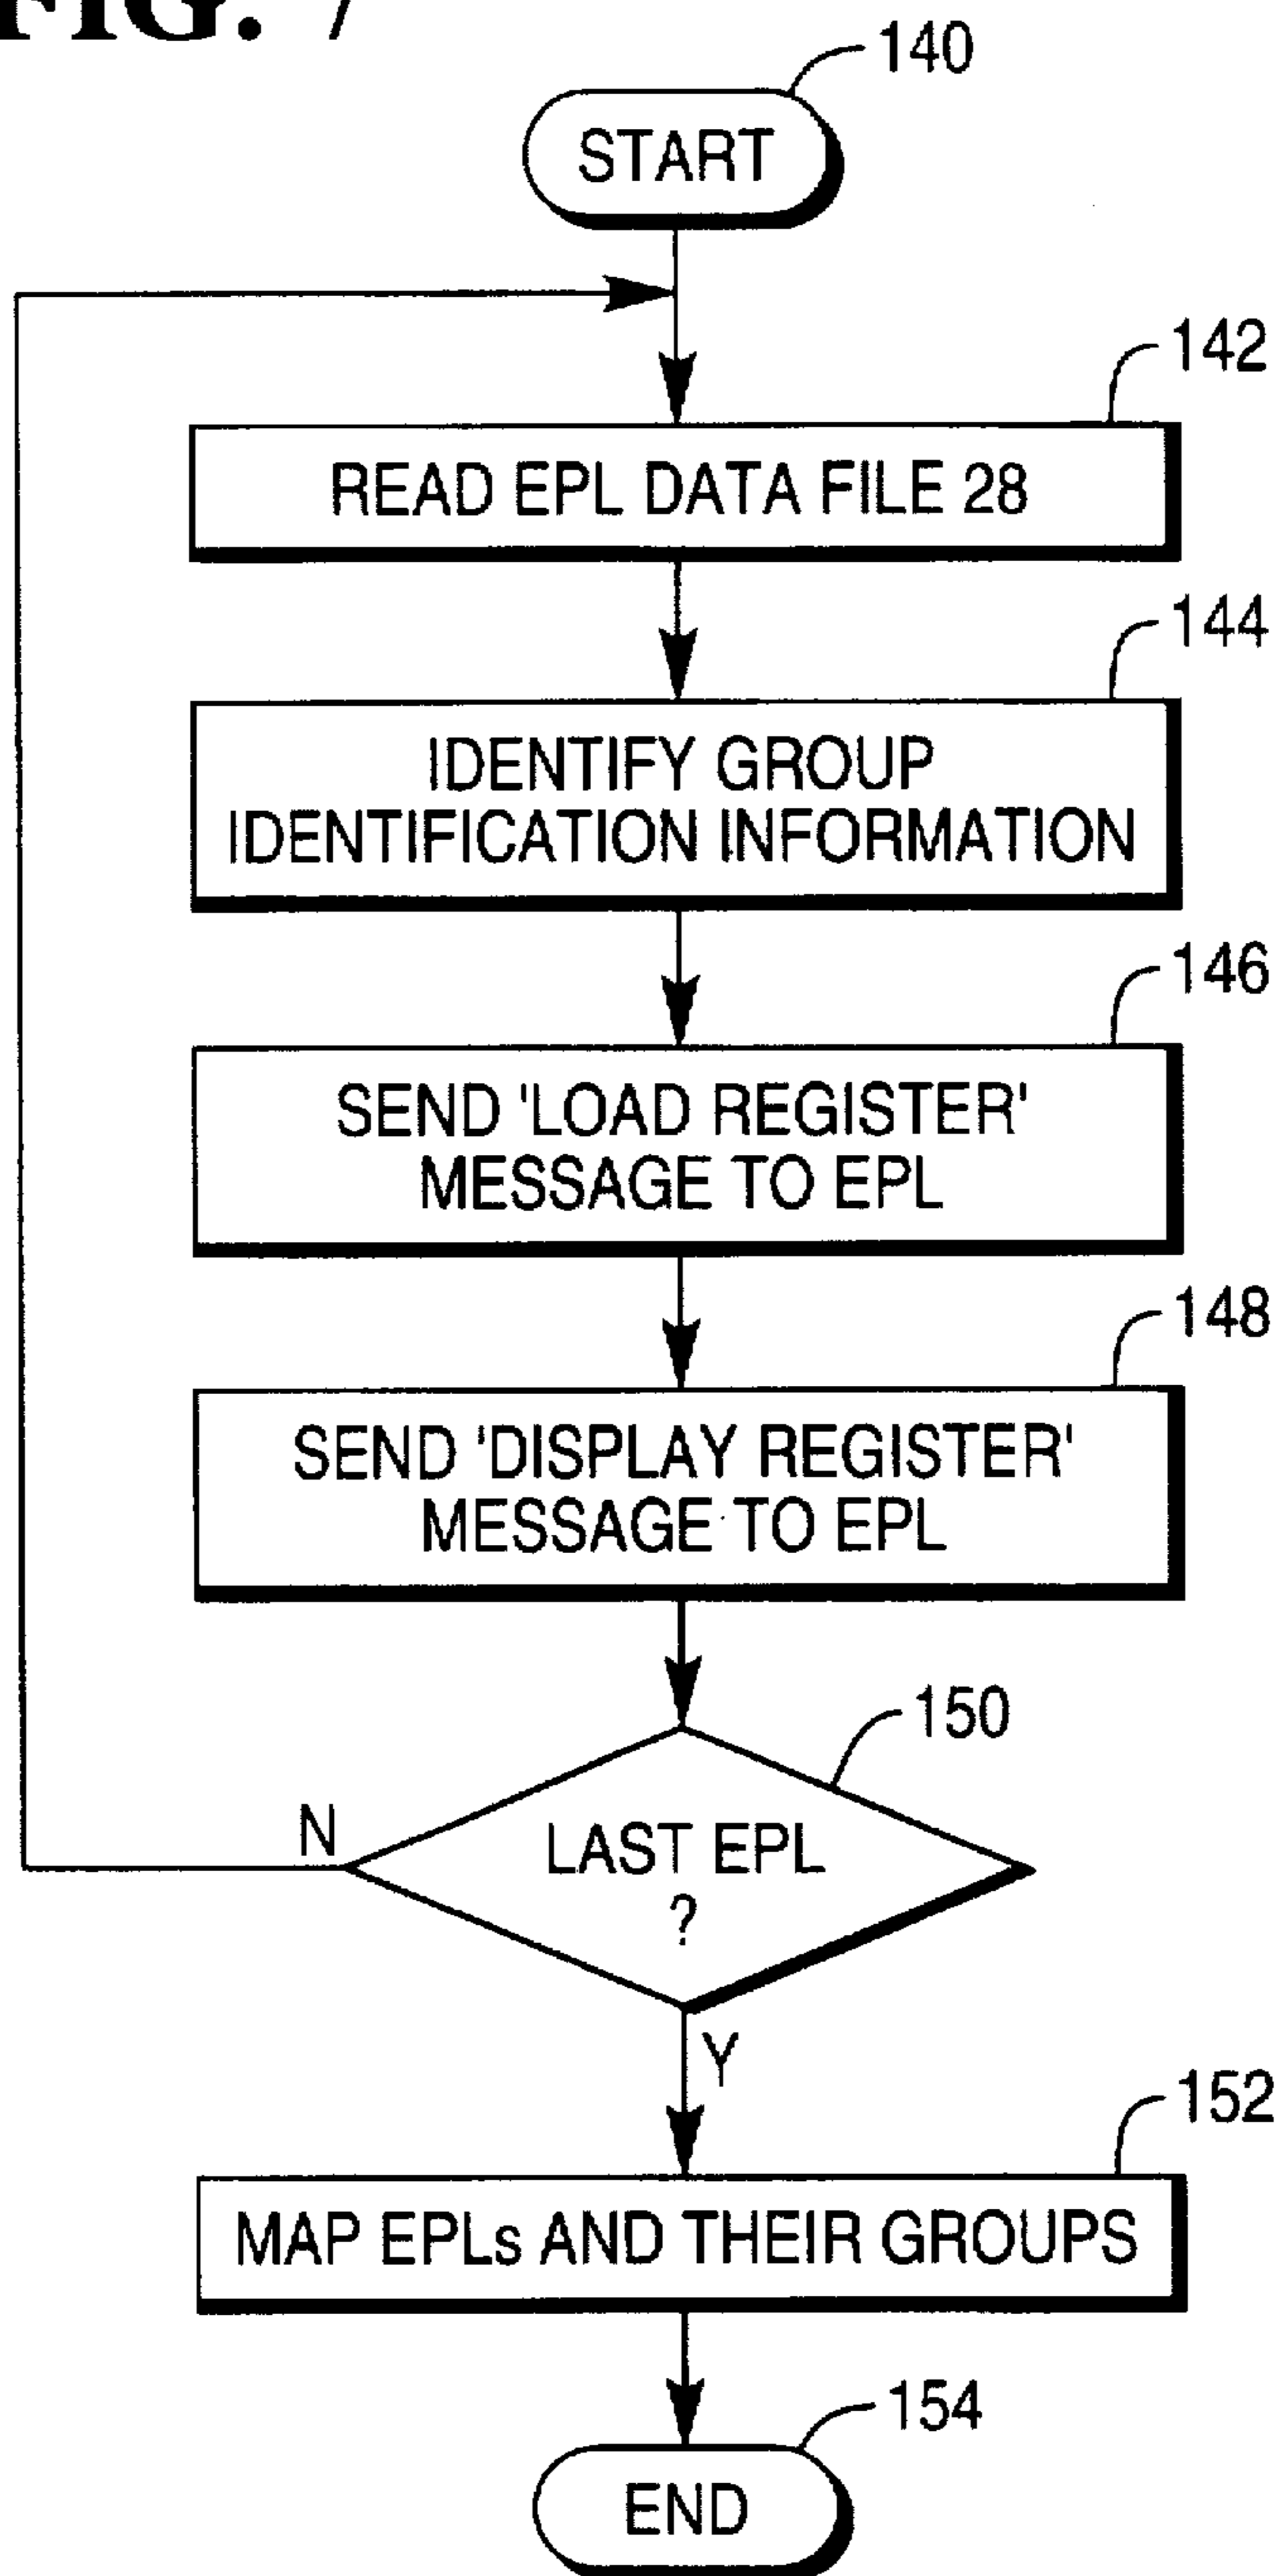 FIG. 7
140
START
142
READ EPL DATA FILE 28
144
IDENTIFY GROUP
IDENTIFICATION INFORMATION
146
SEND 'LOAD REGISTER'
MESSAGE TO EPL
148
SEND 'DISPLAY REGISTER'
MESSAGE TO EPL
150
N
LAST EPL
?
Y
152
MAP EPLs AND THEIR GROUPS
154
END